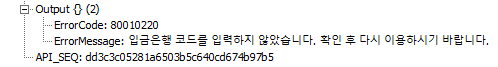 Output {} (2)
ErrorCode: 80010220
ErrorMessage: 입금은행 코드를 입력하지 않았습니다. 확인 후 다시 이용하시기 바랍니다.
API_SEQ: dd3c3c05281a6503b5c640cd674b97b5